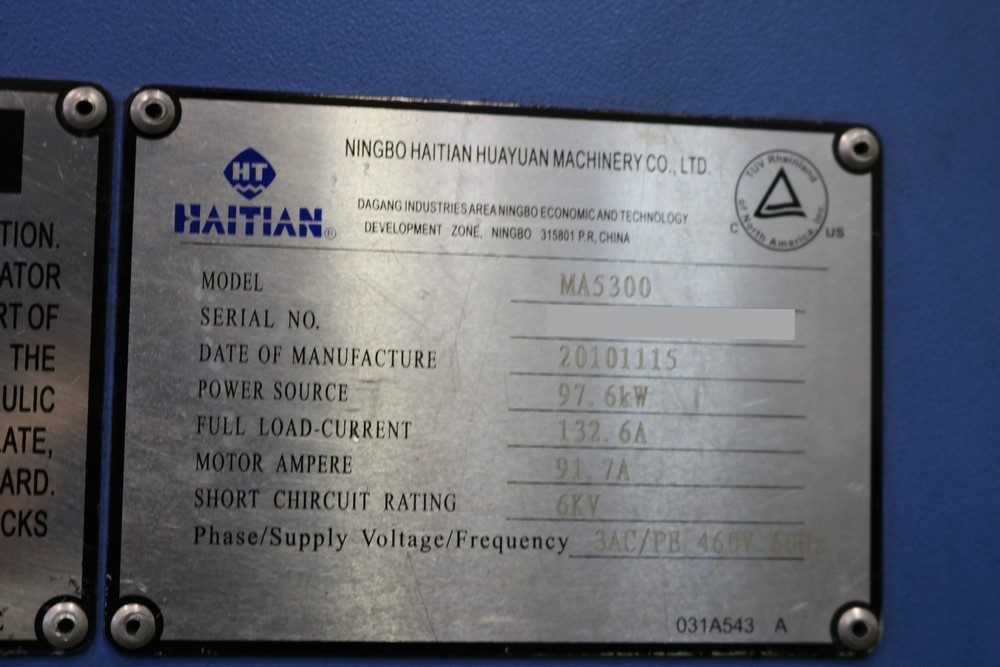 TION.
ATOR
RT OF
THE
ULIC
ATE,
ARD.
CKS
HT
HAITIAN®
NINGBO HAITIAN HUAYUAN MACHINERY CO., LTD.
DAGANG INDUSTRIES AREA NINGBO ECONOMIC AND TECHNOLOGY
DEVELOPMENT ZONE, NINGBO 315801 P.R, CHINA
TUV Rheinland
of North America, Inc.
C US
MODEL MA5300
SERIAL NO.
DATE OF MANUFACTURE 20101115
POWER SOURCE 97.6kW
FULL LOAD-CURRENT 132.6A
MOTOR AMPERE 91.7A
SHORT CHIRCUIT RATING 6KV
Phase/Supply Voltage/Frequency 3AC/PE 460V 60Hz
031A543 A